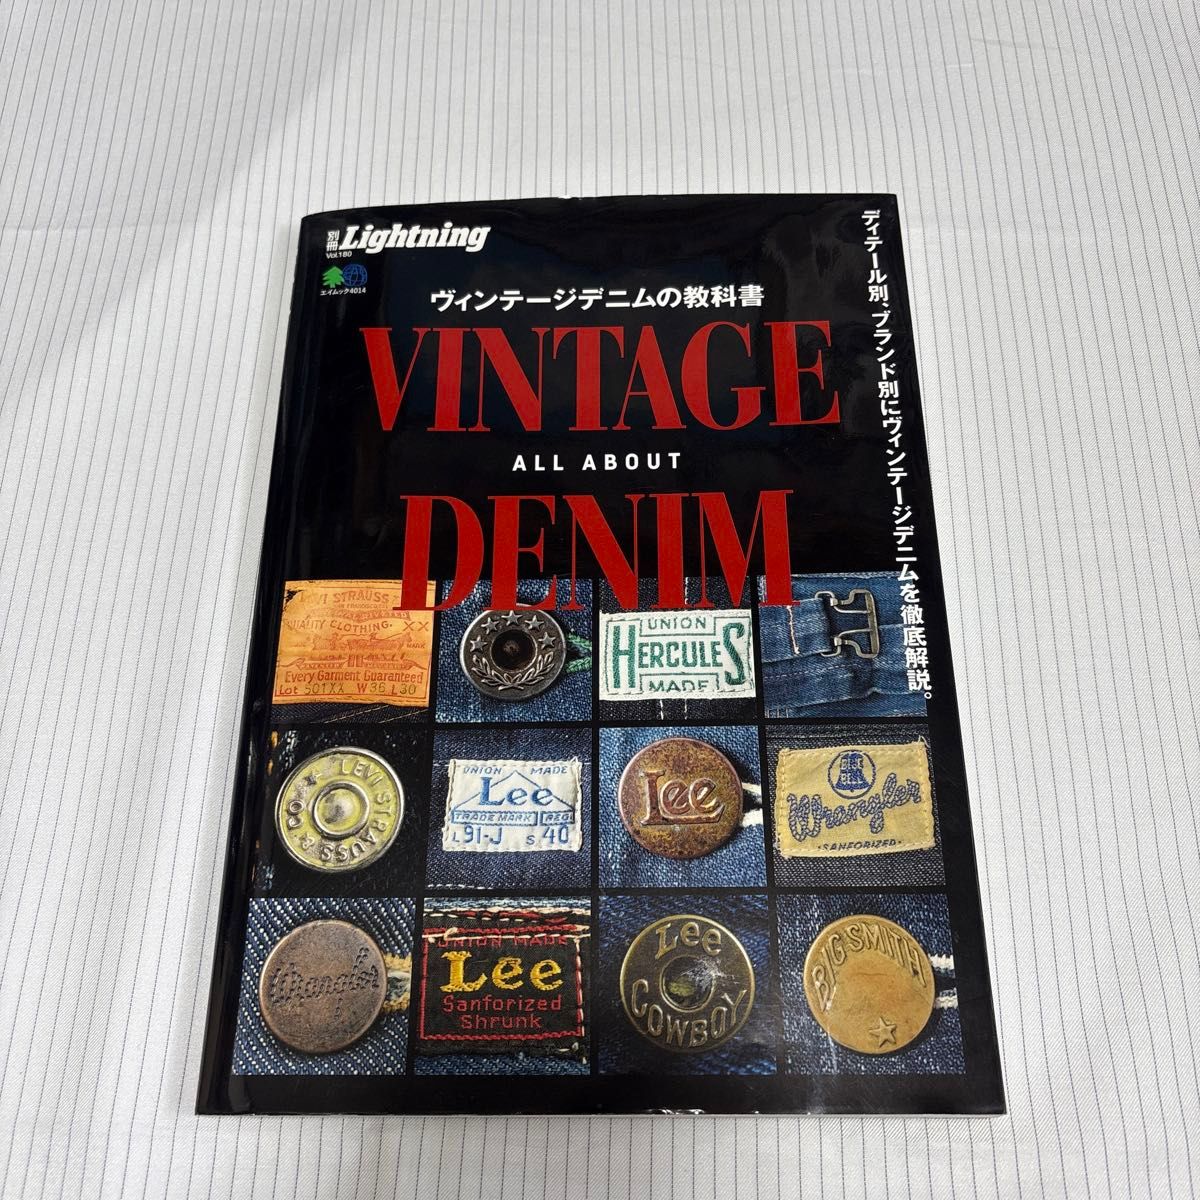 別冊
Lightning
Vol.180
エイムック4014
ヴィンテージデニムの教科書
VINTAGE
ALL ABOUT
DENIM
ディテール別、ブランド別にヴィンテージデニムを徹底解説。
LEVI STRAUSS
QUALITY CLOTHING. XX
Every Garment Guaranteed
Lot 501XX W36 L30
UNION
HERCULES
MADE
LEVI STRAUSS & CO
UNION MADE
Lee
TRADE MARK REG
L 91-J S 40
Lee
BLUE BELL
Wrangler
SANFORIZED
Wrangler
UNION MADE
Lee
Sanforized
Shrunk
Lee
COWBOY
BIG SMITH